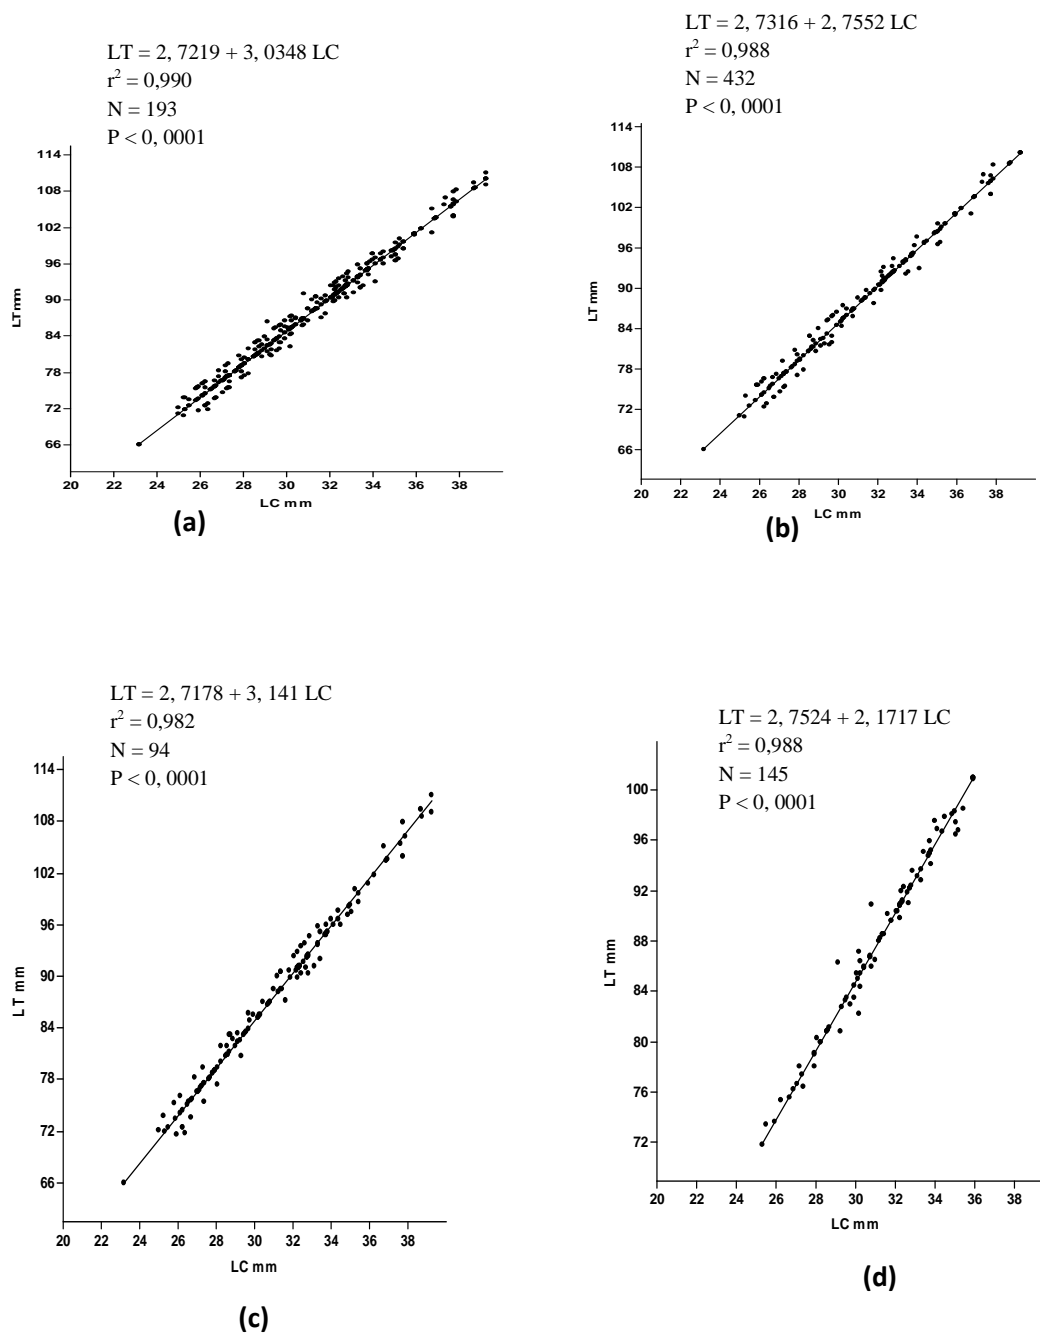 LT = 2, 7219 + 3, 0348 LC
r² = 0,990
N = 193
P < 0, 0001
114
108
102
96
90
84
78
72
66
LT mm
20 22 24 26 28 30 32 34 36 38
LC mm
(a)
LT = 2, 7316 + 2, 7552 LC
r² = 0,988
N = 432
P < 0, 0001
114
108
102
96
90
84
78
72
66
LT mm
20 22 24 26 28 30 32 34 36 38
LC mm
(b)
LT = 2, 7178 + 3, 141 LC
r² = 0,982
N = 94
P < 0, 0001
114
108
102
96
90
84
78
72
66
LT mm
20 22 24 26 28 30 32 34 36 38
LC mm
(c)
LT = 2, 7524 + 2, 1717 LC
r² = 0,988
N = 145
P < 0, 0001
100
96
92
88
84
80
76
72
LT mm
20 22 24 26 28 30 32 34 36 38
LC mm
(d)